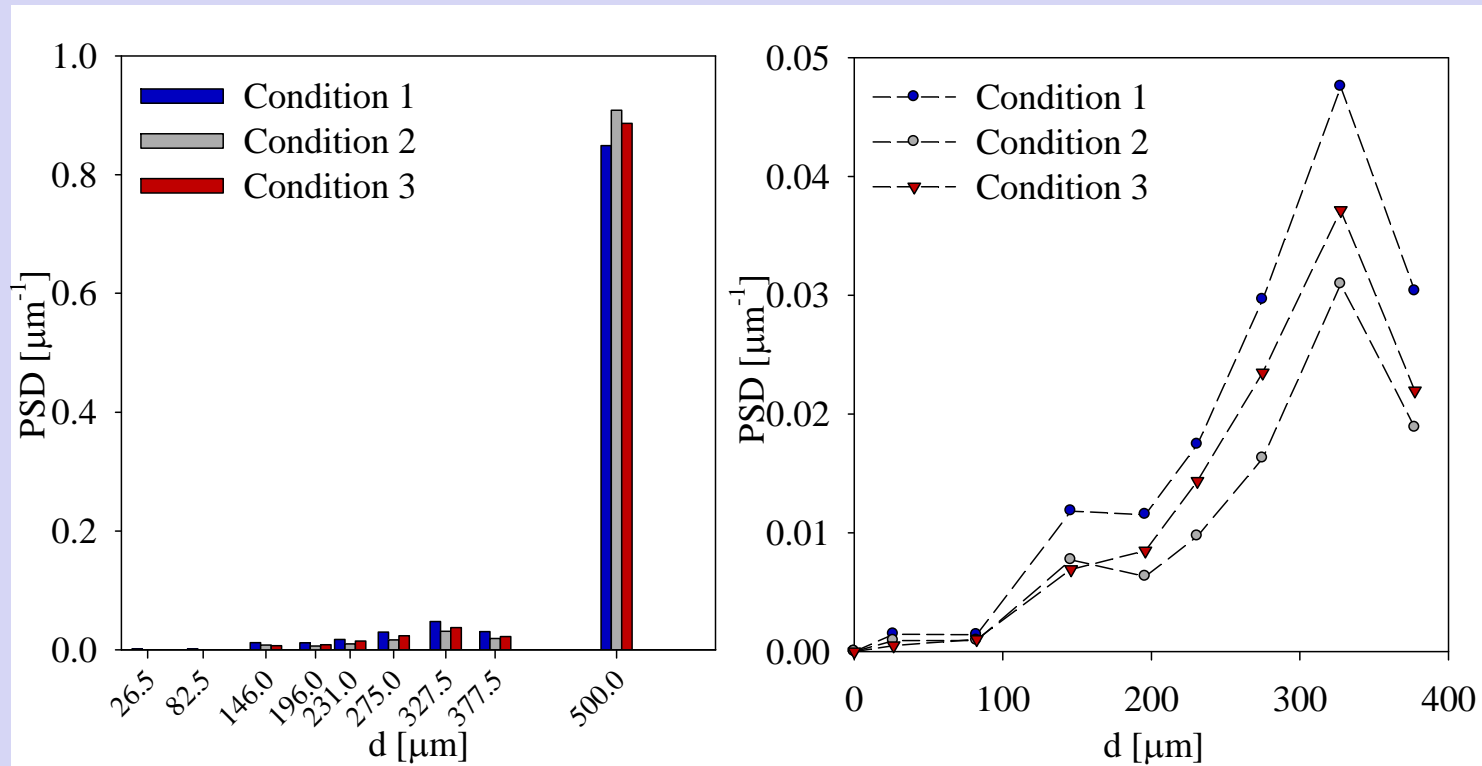 1.0
0.8
0.6
0.4
0.2
0.0
PSD [μm⁻¹]
Condition 1
Condition 2
Condition 3
26.5
82.5
146.0
196.0
231.0
275.0
327.5
377.5
500.0
d [μm]
0.05
0.04
0.03
0.02
0.01
0.00
PSD [μm⁻¹]
Condition 1
Condition 2
Condition 3
0
100
200
300
400
d [μm]